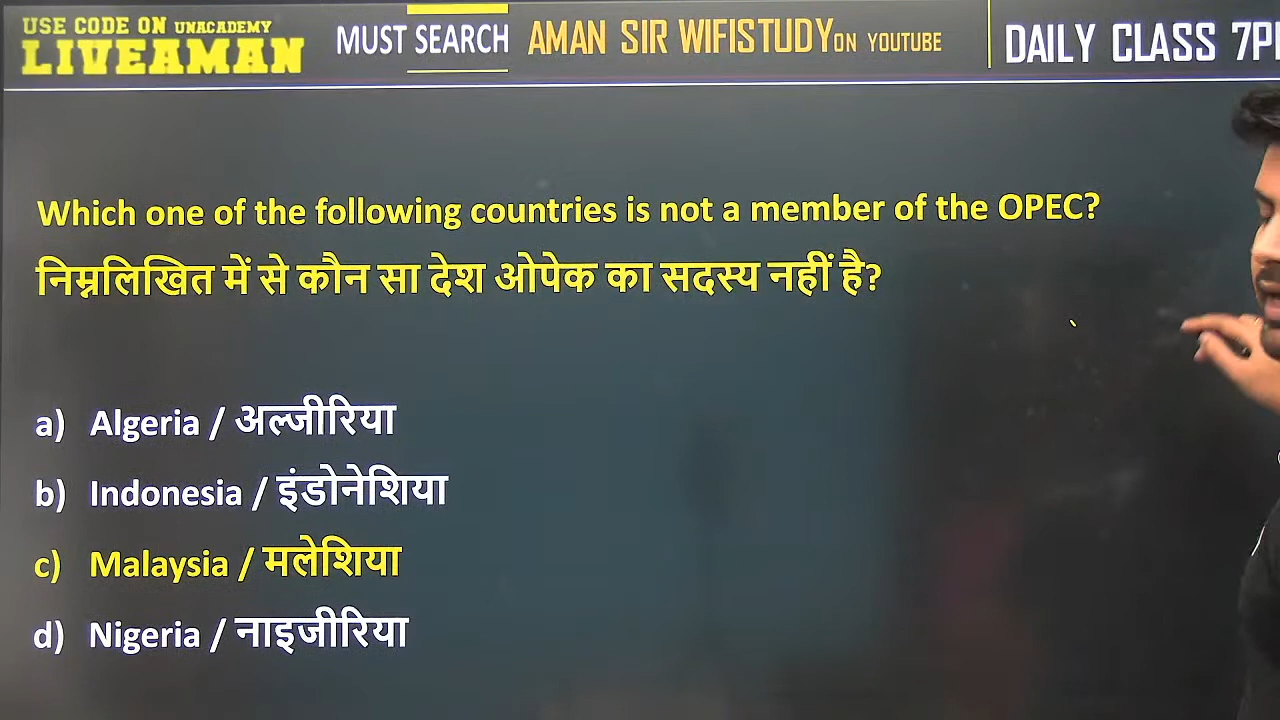 USE CODE ON UNACADEMY
LIVEAMAN
MUST SEARCH
AMAN SIR WIFISTUDY ON YOUTUBE
DAILY CLASS 7P
Which one of the following countries is not a member of the OPEC?
निम्नलिखित में से कौन सा देश ओपेक का सदस्य नहीं है?
a) Algeria / अल्जीरिया
b) Indonesia / इंडोनेशिया
c) Malaysia / मलेशिया
d) Nigeria / नाइजीरिया